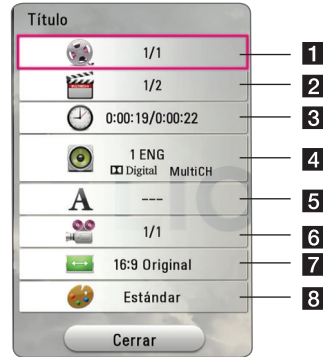 Título
1/1
1
1/2
2
0:00:19/0:00:22
3
1 ENG
Digital MultiCH
4
A
---
5
1/1
6
16:9 Original
7
Estándar
8
Cerrar